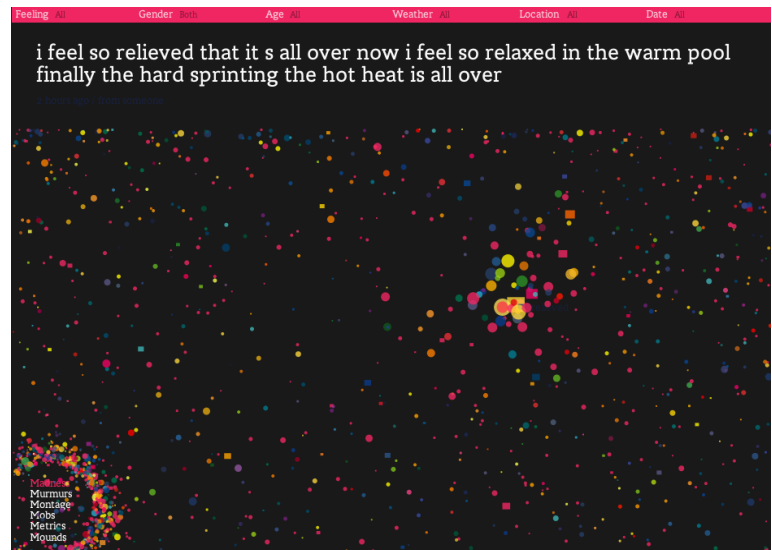 Feeling All Gender Both Age All Weather All Location All Date All
i feel so relieved that it s all over now i feel so relaxed in the warm pool
finally the hard sprinting the hot heat is all over
Madness
Murmurs
Montage
Mobs
Metrics
Mounds